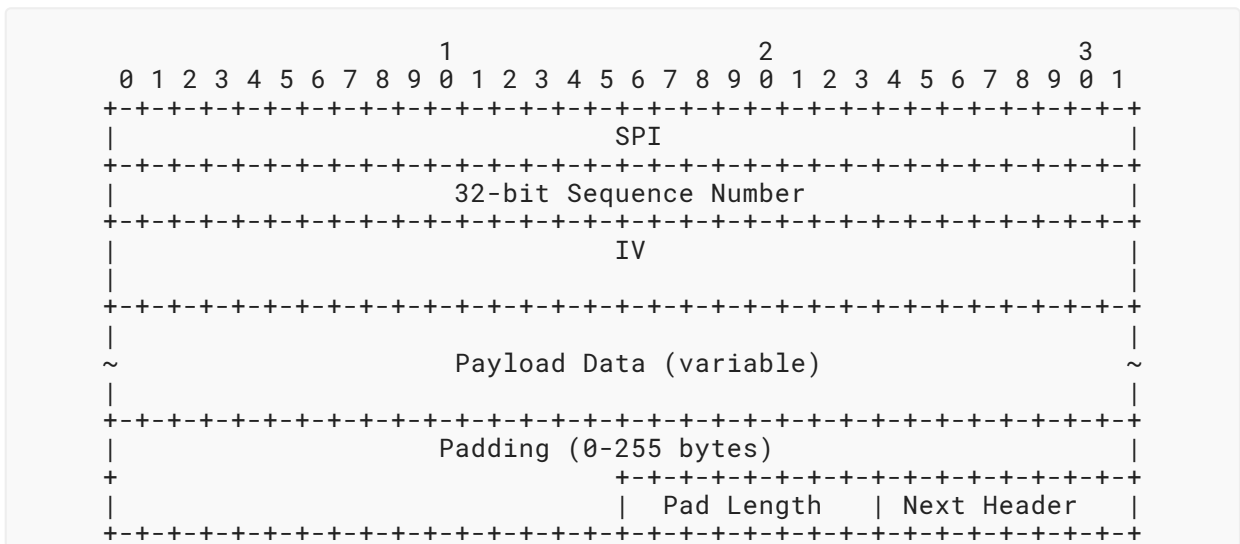 1                   2                   3
  0 1 2 3 4 5 6 7 8 9 0 1 2 3 4 5 6 7 8 9 0 1 2 3 4 5 6 7 8 9 0 1
 +-+-+-+-+-+-+-+-+-+-+-+-+-+-+-+-+-+-+-+-+-+-+-+-+-+-+-+-+-+-+-+-+
 |                               SPI                             |
 +-+-+-+-+-+-+-+-+-+-+-+-+-+-+-+-+-+-+-+-+-+-+-+-+-+-+-+-+-+-+-+-+
 |                     32-bit Sequence Number                    |
 +-+-+-+-+-+-+-+-+-+-+-+-+-+-+-+-+-+-+-+-+-+-+-+-+-+-+-+-+-+-+-+-+
 |                               IV                              |
 |                                                               |
 +-+-+-+-+-+-+-+-+-+-+-+-+-+-+-+-+-+-+-+-+-+-+-+-+-+-+-+-+-+-+-+-+
 |                                                               |
 ~                     Payload Data (variable)                   ~
 |                                                               |
 +-+-+-+-+-+-+-+-+-+-+-+-+-+-+-+-+-+-+-+-+-+-+-+-+-+-+-+-+-+-+-+-+
 |                    Padding (0-255 bytes)                      |
 +                               +-+-+-+-+-+-+-+-+-+-+-+-+-+-+-+-+
 |                               |  Pad Length   | Next Header   |
 +-+-+-+-+-+-+-+-+-+-+-+-+-+-+-+-+-+-+-+-+-+-+-+-+-+-+-+-+-+-+-+-+